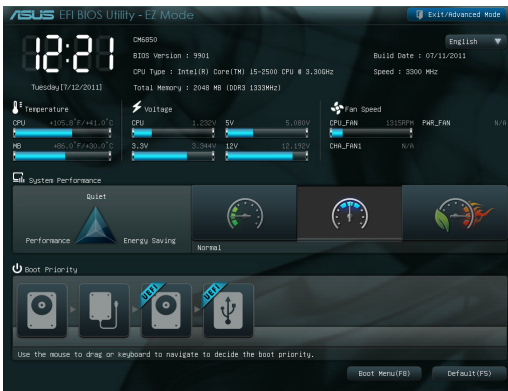 ASUS EFI BIOS Utility - EZ Mode
Exit/Advanced Mode
12:21
Tuesday[7/12/2011]
CM6850
BIOS Version : 9901
CPU Type : Intel(R) Core(TM) i5-2500 CPU @ 3.30GHz
Total Memory : 2048 MB (DDR3 1333MHz)
English
Build Date : 07/11/2011
Speed : 3300 MHz
Temperature
CPU +105.8°F/+41.0°C
MB +86.0°F/+30.0°C
Voltage
CPU 1.232V 5V 5.080V
3.3V 3.344V 12V 12.192V
Fan Speed
CPU_FAN 1315RPM PWR_FAN N/A
CHA_FAN1 N/A
System Performance
Quiet
Performance Energy Saving
Normal
Boot Priority
UEFI UEFI
Use the mouse to drag or keyboard to navigate to decide the boot priority.
Boot Menu(F8) Default(F5)